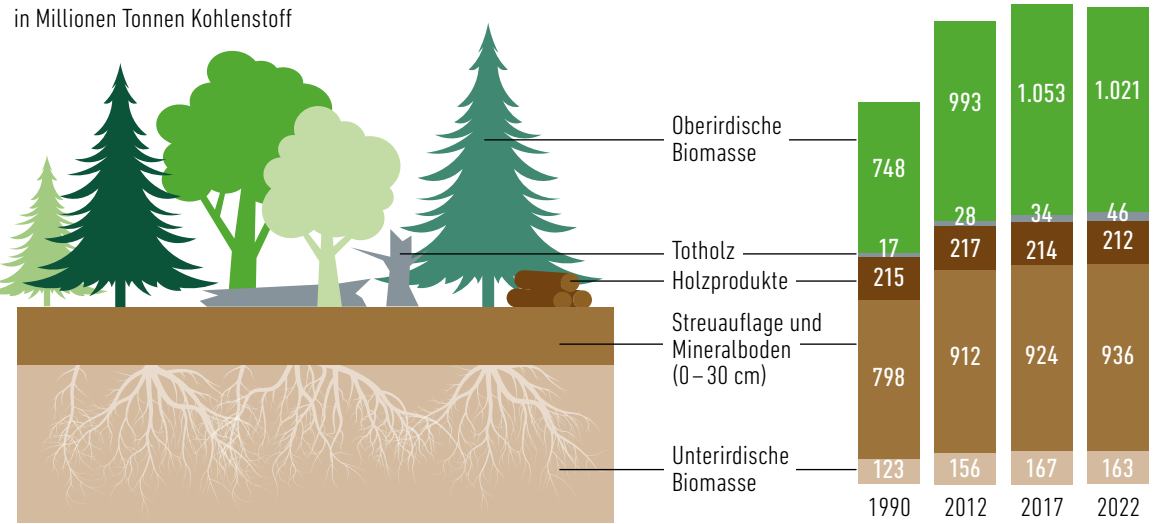 in Millionen Tonnen Kohlenstoff
Oberirdische
Biomasse
Totholz
Holzprodukte
Streuauflage und
Mineralboden
(0–30 cm)
Unterirdische
Biomasse
748
17
215
798
123
1990
993
28
217
912
156
2012
1.053
34
214
924
167
2017
1.021
46
212
936
163
2022